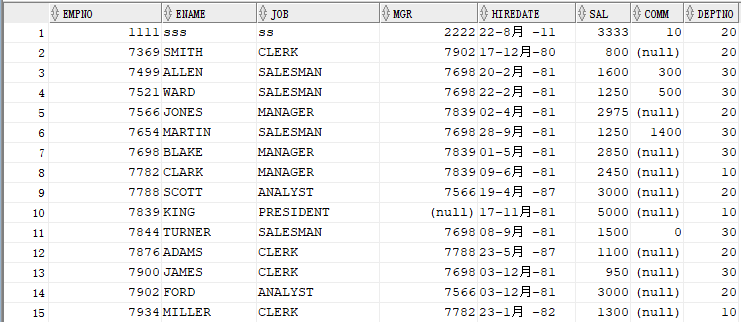 EMPNO ENAME JOB MGR HIREDATE SAL COMM DEPTNO
1 1111 sss ss 2222 22-8月 -11 3333 10 20
2 7369 SMITH CLERK 7902 17-12月-80 800 (null) 20
3 7499 ALLEN SALESMAN 7698 20-2月 -81 1600 300 30
4 7521 WARD SALESMAN 7698 22-2月 -81 1250 500 30
5 7566 JONES MANAGER 7839 02-4月 -81 2975 (null) 20
6 7654 MARTIN SALESMAN 7698 28-9月 -81 1250 1400 30
7 7698 BLAKE MANAGER 7839 01-5月 -81 2850 (null) 30
8 7782 CLARK MANAGER 7839 09-6月 -81 2450 (null) 10
9 7788 SCOTT ANALYST 7566 19-4月 -87 3000 (null) 20
10 7839 KING PRESIDENT (null) 17-11月-81 5000 (null) 10
11 7844 TURNER SALESMAN 7698 08-9月 -81 1500 0 30
12 7876 ADAMS CLERK 7788 23-5月 -87 1100 (null) 20
13 7900 JAMES CLERK 7698 03-12月-81 950 (null) 30
14 7902 FORD ANALYST 7566 03-12月-81 3000 (null) 20
15 7934 MILLER CLERK 7782 23-1月 -82 1300 (null) 10